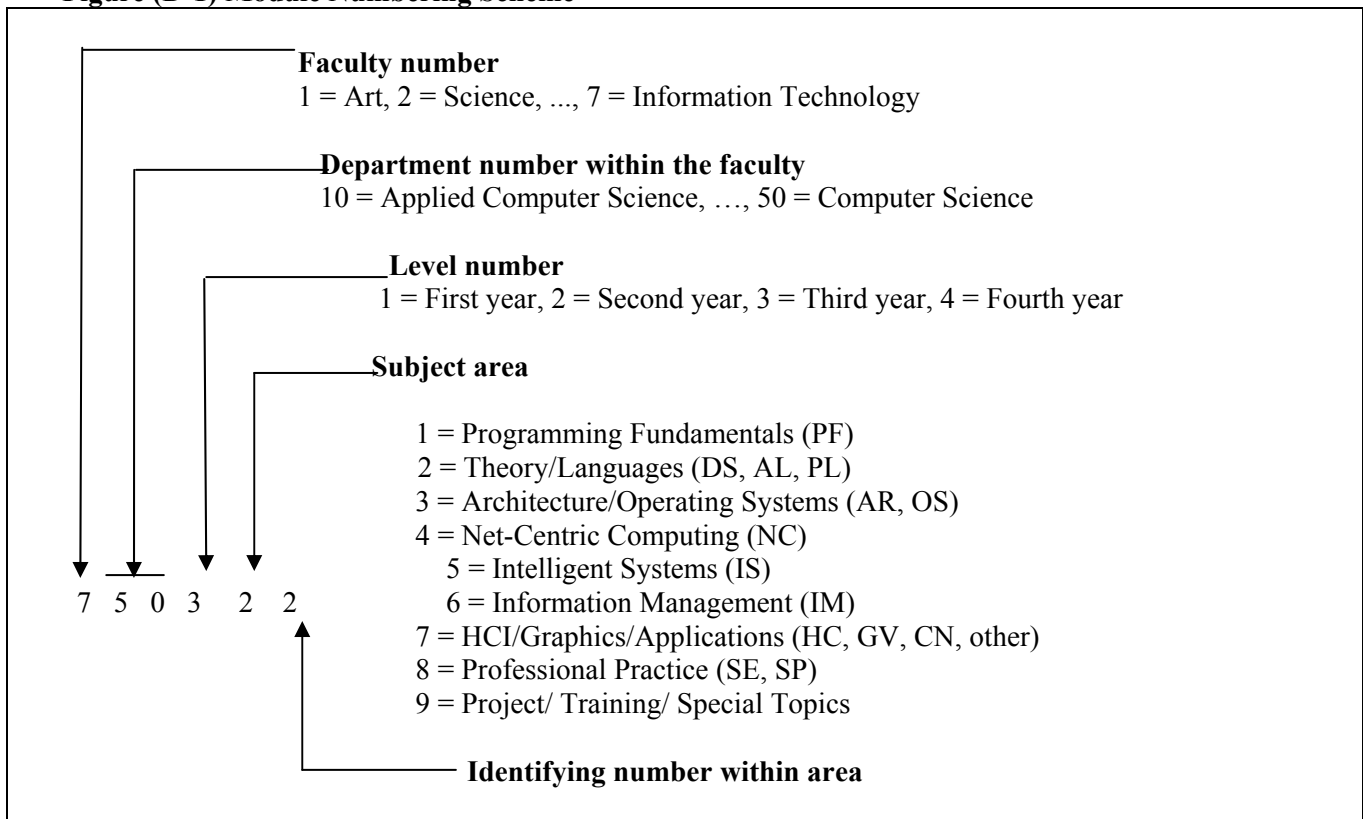 Faculty number
1 = Art, 2 = Science, ..., 7 = Information Technology
Department number within the faculty
10 = Applied Computer Science, …, 50 = Computer Science
Level number
1 = First year, 2 = Second year, 3 = Third year, 4 = Fourth year
Subject area
1 = Programming Fundamentals (PF)
2 = Theory/Languages (DS, AL, PL)
3 = Architecture/Operating Systems (AR, OS)
4 = Net-Centric Computing (NC)
5 = Intelligent Systems (IS)
6 = Information Management (IM)
7 5 0 3 2 2
7 = HCI/Graphics/Applications (HC, GV, CN, other)
8 = Professional Practice (SE, SP)
9 = Project/ Training/ Special Topics
Identifying number within area